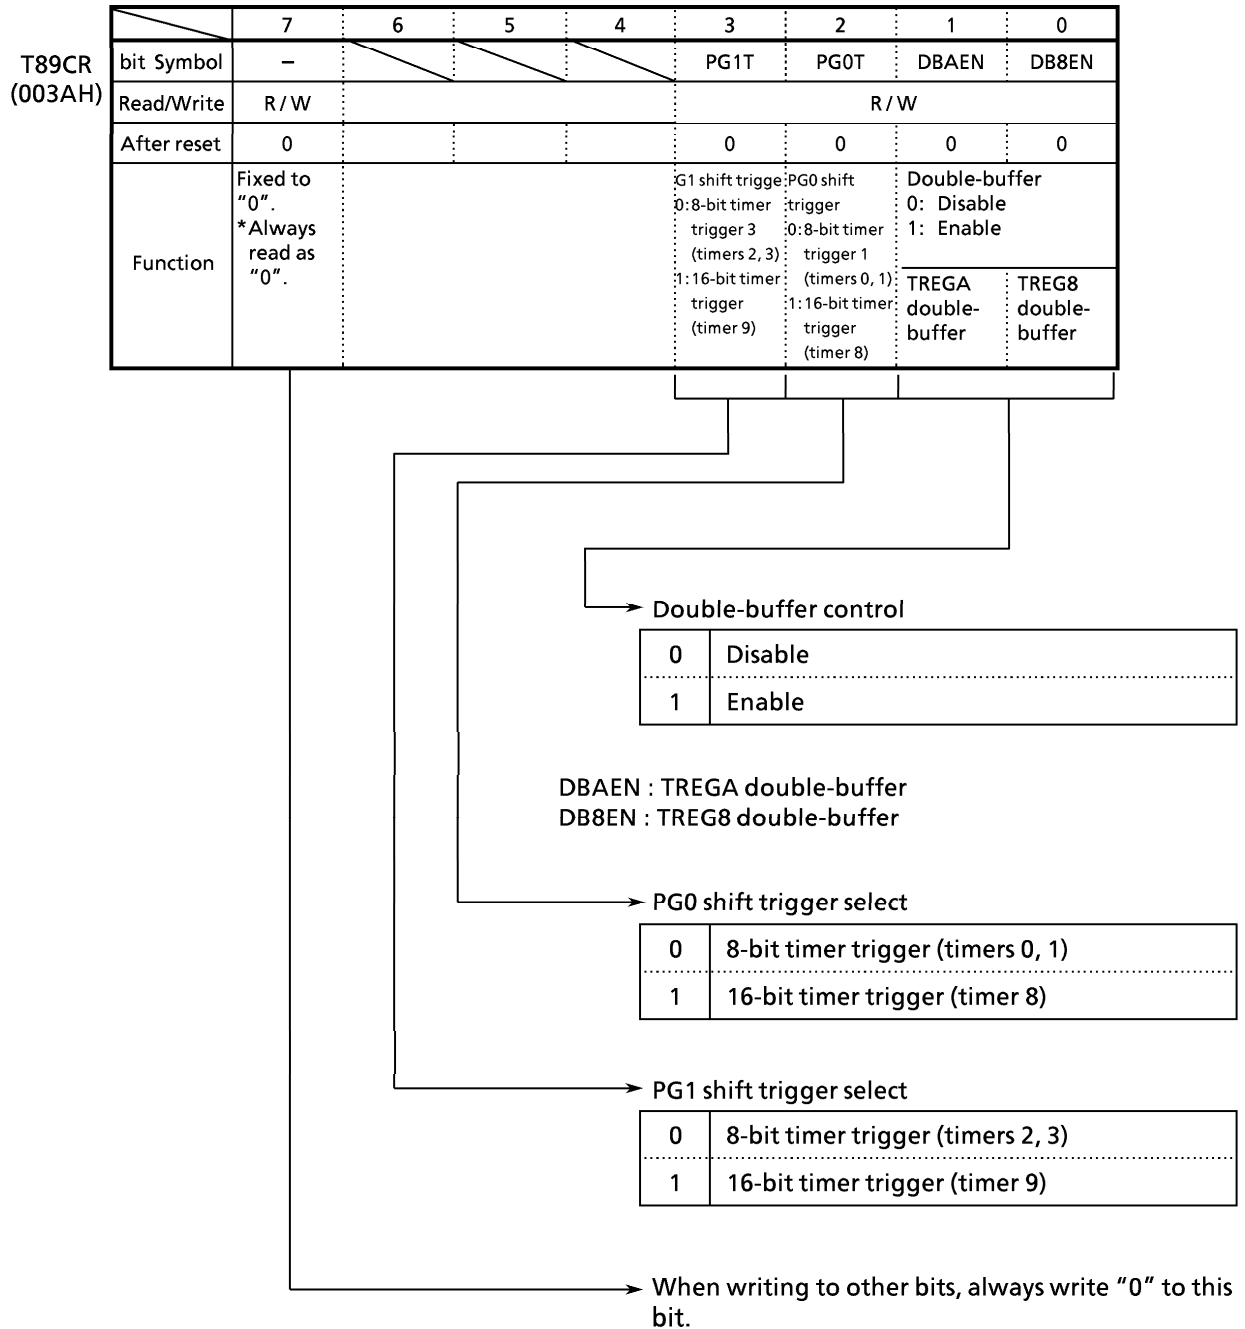 7 6 5 4 3 2 1 0
T89CR
(003AH)
bit Symbol – PG1T PG0T DBAEN DB8EN
Read/Write R / W R / W
After reset 0 0 0 0 0
Function
Fixed to
“0”.
*Always
read as
“0”.
G1 shift trigge
0:8-bit timer
trigger 3
(timers 2, 3)
1:16-bit timer
trigger
(timer 9)
PG0 shift
trigger
0:8-bit timer
trigger 1
(timers 0, 1)
1:16-bit timer
trigger
(timer 8)
Double-buffer
0: Disable
1: Enable
TREGA
double-
buffer
TREG8
double-
buffer
Double-buffer control
0 Disable
1 Enable
DBAEN : TREGA double-buffer
DB8EN : TREG8 double-buffer
PG0 shift trigger select
0 8-bit timer trigger (timers 0, 1)
1 16-bit timer trigger (timer 8)
PG1 shift trigger select
0 8-bit timer trigger (timers 2, 3)
1 16-bit timer trigger (timer 9)
When writing to other bits, always write “0” to this
bit.